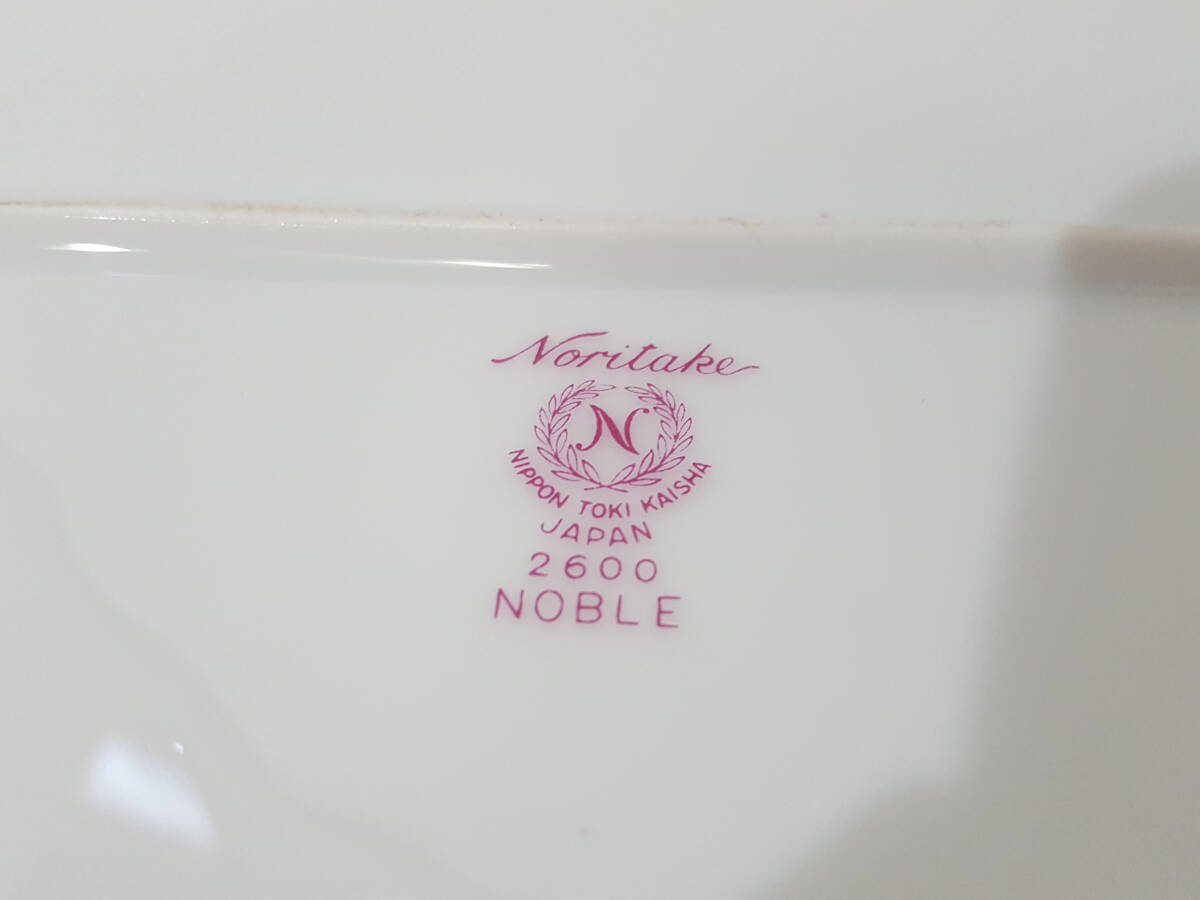 Noritake
N
NIPPON TOKI KAISHA
JAPAN
2600
NOBLE